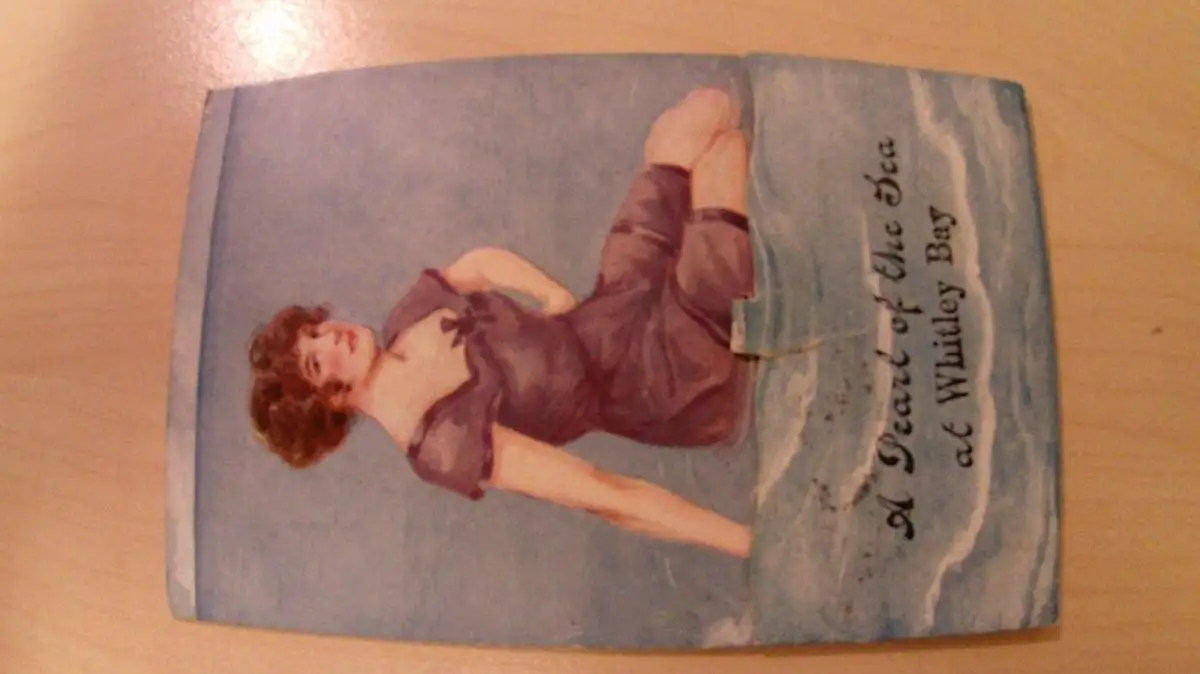 A Pearl of the Sea
at Whitley Bay